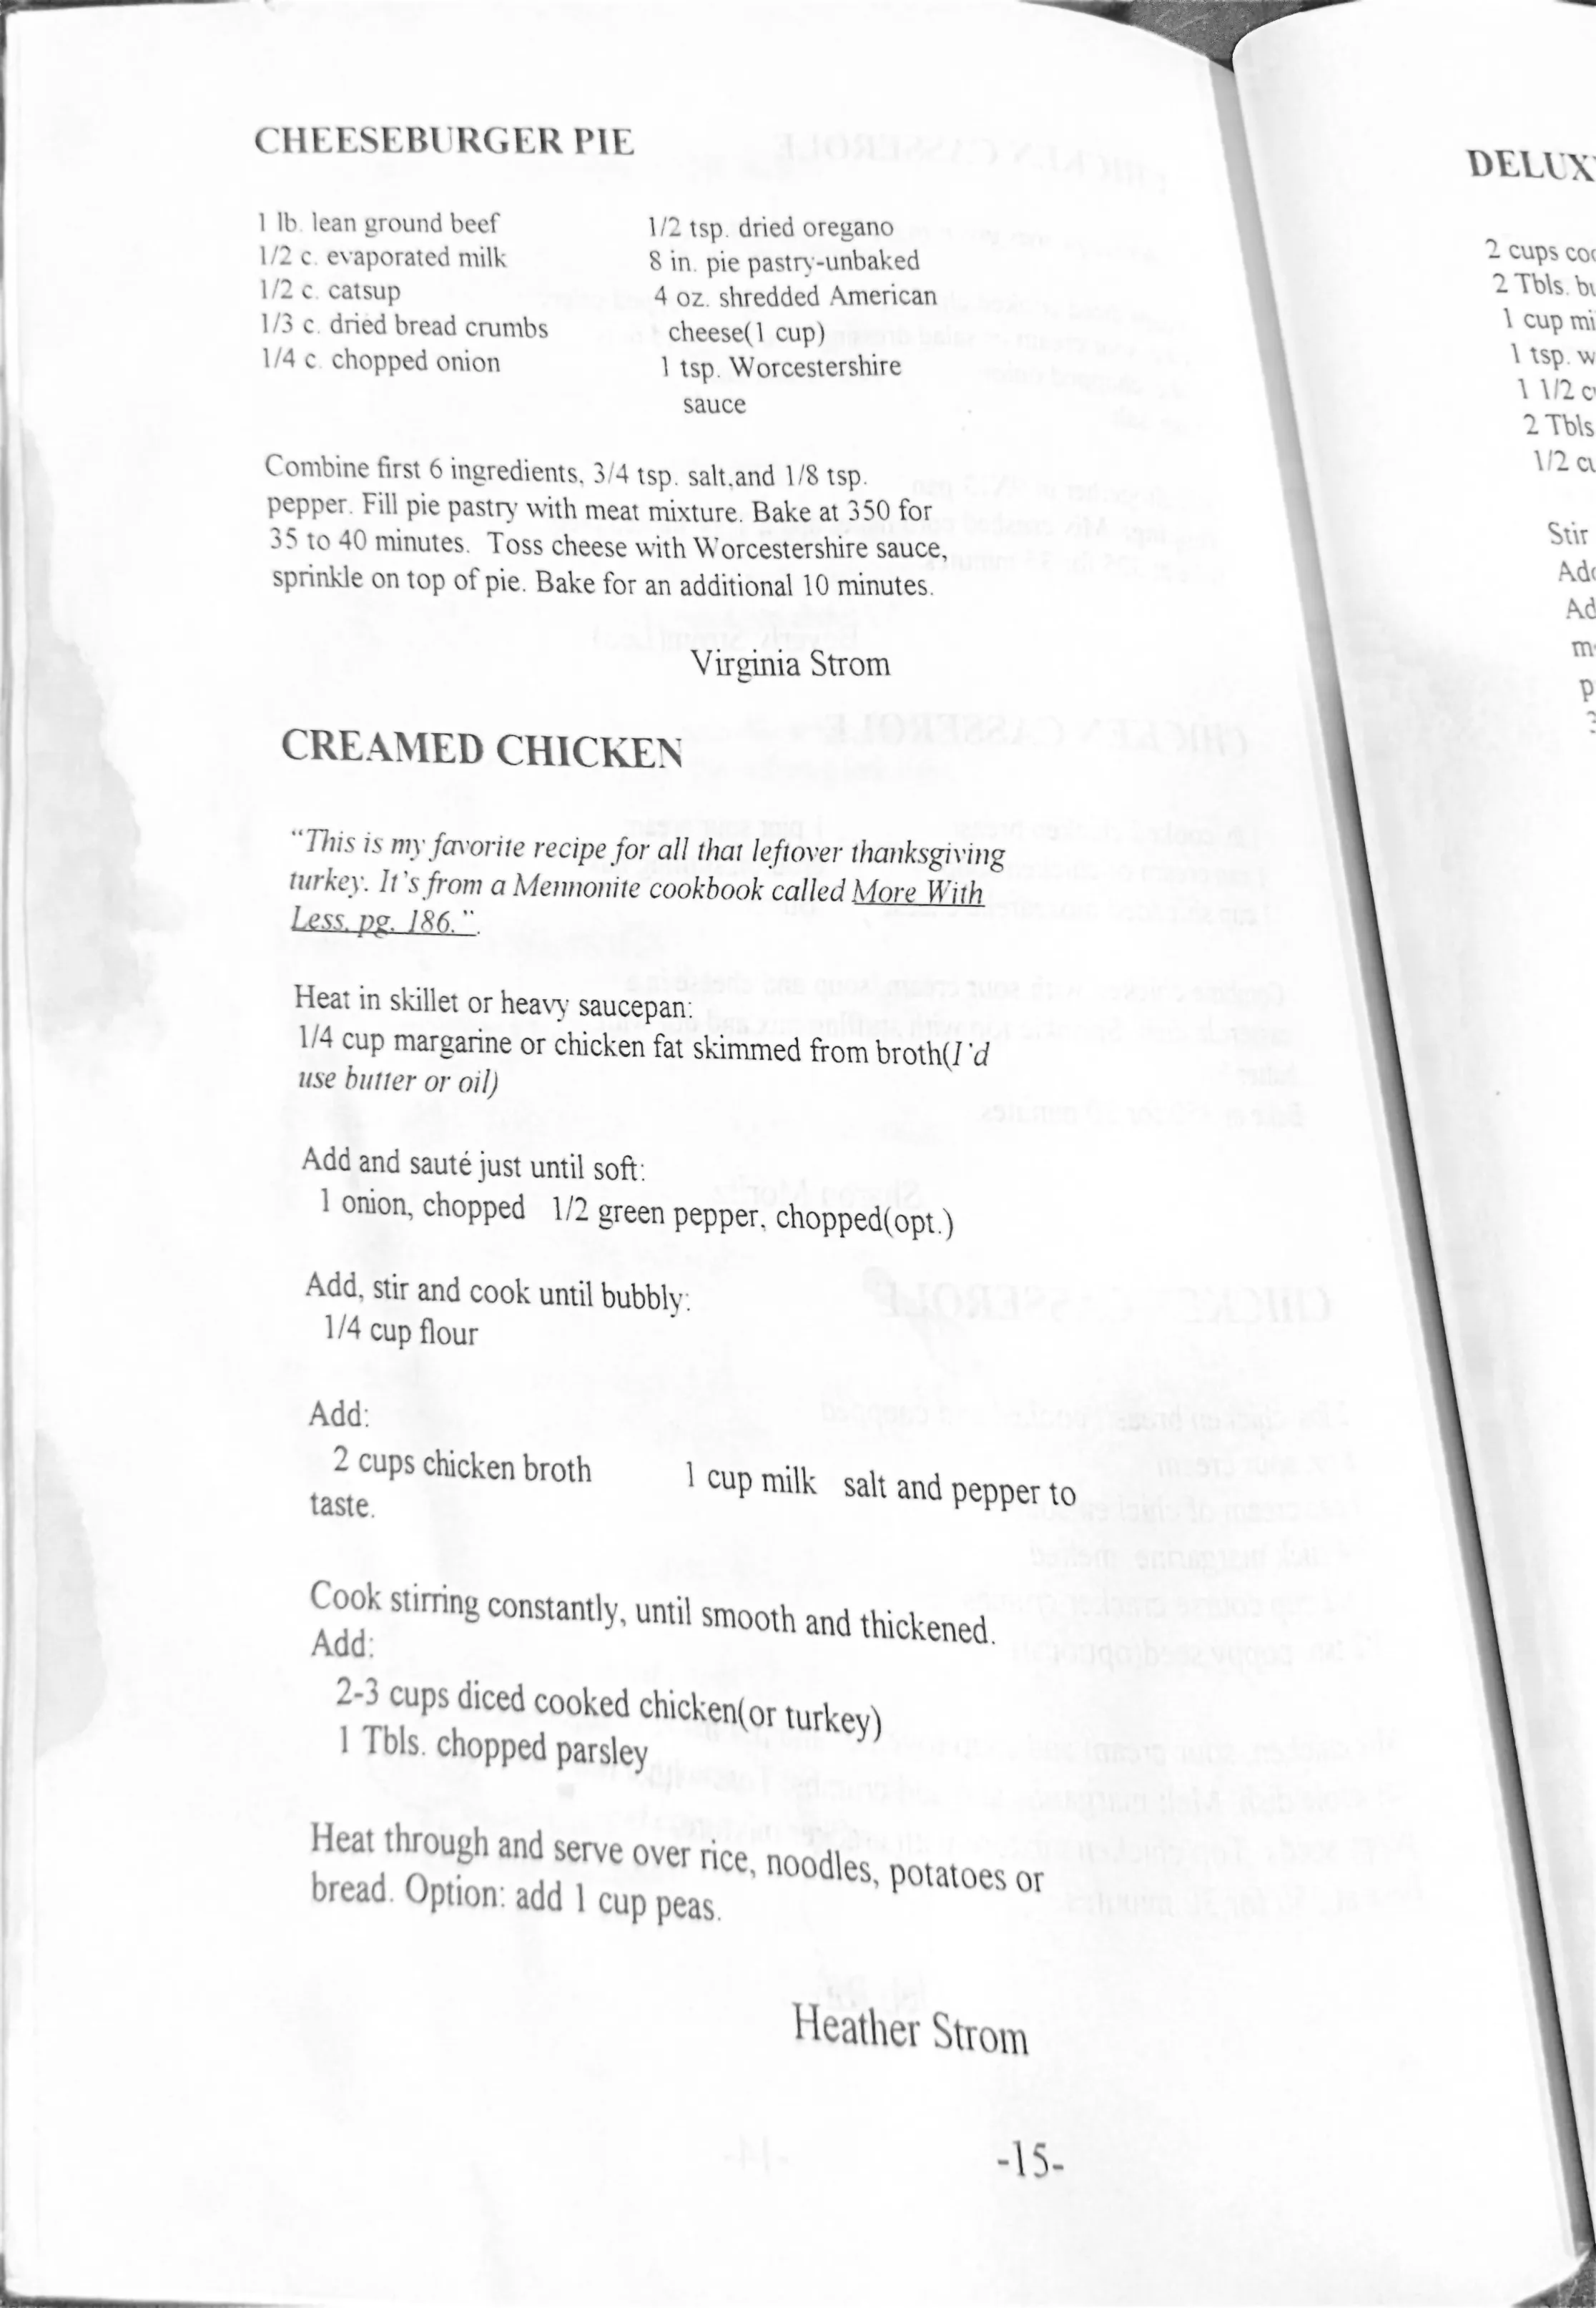 CHEESEBURGER PIE
1 lb. lean ground beef
1/2 c. evaporated milk
1/2 c. catsup
1/3 c. dried bread crumbs
1/4 c. chopped onion
1/2 tsp. dried oregano
8 in. pie pastry-unbaked
4 oz. shredded American
cheese(1 cup)
1 tsp. Worcestershire
sauce
Combine first 6 ingredients, 3/4 tsp. salt,and 1/8 tsp.
pepper. Fill pie pastry with meat mixture. Bake at 350 for
35 to 40 minutes. Toss cheese with Worcestershire sauce,
sprinkle on top of pie. Bake for an additional 10 minutes.
Virginia Strom
CREAMED CHICKEN
“This is my favorite recipe for all that leftover thanksgiving
turkey. It’s from a Mennonite cookbook called More With
Less, pg. 186.”.
Heat in skillet or heavy saucepan:
1/4 cup margarine or chicken fat skimmed from broth(I’d
use butter or oil)
Add and sauté just until soft:
1 onion, chopped 1/2 green pepper, chopped(opt.)
Add, stir and cook until bubbly:
1/4 cup flour
Add:
2 cups chicken broth 1 cup milk salt and pepper to
taste.
Cook stirring constantly, until smooth and thickened.
Add:
2-3 cups diced cooked chicken(or turkey)
1 Tbls. chopped parsley
Heat through and serve over rice, noodles, potatoes or
bread. Option: add 1 cup peas.
Heather Strom
-15-
2 cups
2 Tbls.
1 cup
1 tsp.
1 1/2
2 Tbls
1/2
Stir